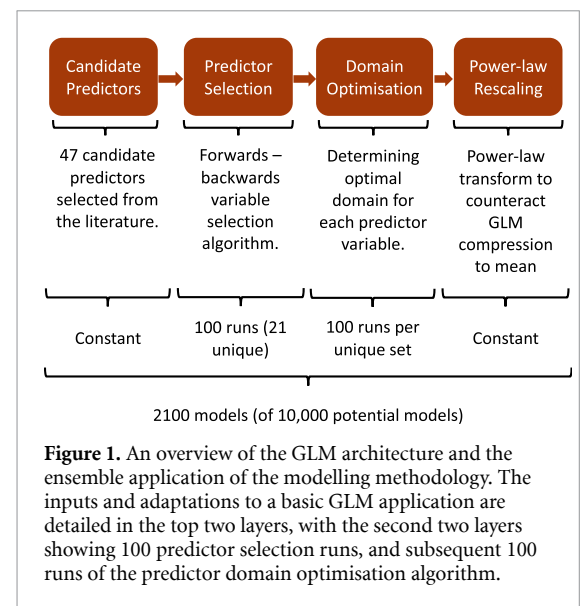 Candidate Predictors
Predictor Selection
Domain Optimisation
Power-law Rescaling
47 candidate
predictors
selected from
the literature.
Forwards –
backwards
variable
selection
algorithm.
Determining
optimal
domain for
each predictor
variable.
Power-law
transform to
counteract
GLM
compression
to mean
Constant
100 runs (21
unique)
100 runs per
unique set
Constant
2100 models (of 10,000 potential models)
Figure 1. An overview of the GLM architecture and the
ensemble application of the modelling methodology. The
inputs and adaptations to a basic GLM application are
detailed in the top two layers, with the second two layers
showing 100 predictor selection runs, and subsequent 100
runs of the predictor domain optimisation algorithm.